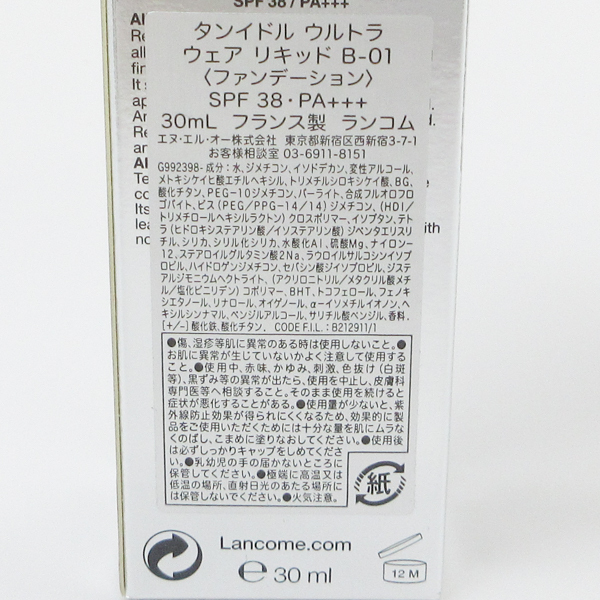 SPF 38 / PA+++
タンイドル ウルトラ
ウェア リキッド B-01
〈ファンデーション〉
SPF 38・PA+++
30mL フランス製 ランコム
エヌ・エル・オー株式会社 東京都新宿区西新宿3-7-1
お客様相談室 03-6911-8151
G992398- 成分：水、ジメチコン、イソドデカン、変性アルコール、
メトキシケイヒ酸エチルヘキシル、トリメチルシロキシケイ酸、BG、
酸化チタン、PEG-10ジメチコン、パーライト、合成フルオロフロ
ゴパイト、ビス（PEG／PPG-14／14）ジメチコン、（HDI／
トリメチロールヘキシルラクトン）クロスポリマー、イソブタン、テト
ラ（ヒドロキシステアリン酸／イソステアリン酸）ジペンタエリスリ
チル、シリカ、シリル化シリカ、水酸化Al、硫酸Mg、ナイロン-
12、ステアロイルグルタミン酸2Na、ラウロイルサルコシンイソプ
ロピル、ハイドロゲンジメチコン、セバシン酸ジイソプロピル、ジステ
アルジモニウムヘクトライト、（アクリロニトリル／メタクリル酸メチ
ル／塩化ビニリデン）コポリマー、BHT、トコフェロール、フェノキ
シエタノール、リナロール、オイゲノール、α-イソメチルイオノン、ヘ
キシルシンナマル、ベンジルアルコール、サリチル酸ベンジル、香料、
[+/−] 酸化鉄、酸化チタン、 CODE F.I.L. : B212911/1
●傷、湿疹等肌に異常のある時は使用しないこと。●
お肌に異常が生じていないかよく注意して使用する
こと。●使用中、赤味、かゆみ、刺激、色抜け（白斑
等）、黒ずみ等の異常が出たら、使用を中止し、皮膚科
専門医等へ相談すること。そのまま使用を続けると
症状が悪化することがある。●使用量が少ないと、紫
外線防止効果が得られにくくなるため、効果的に製
品をご使用いただくためには十分な量を肌にムラな
くのばし、こまめに塗りなおしてください。●使用後
は必ずしっかりキャップをしめてくださ
い。●乳幼児の手の届かないところに
保管してください。●極端に高温又は
低温の場所、直射日光のあたる場所に
は保管しないでください。●火気注意。
紙
Lancome.com
℮ 30 ml
12 M